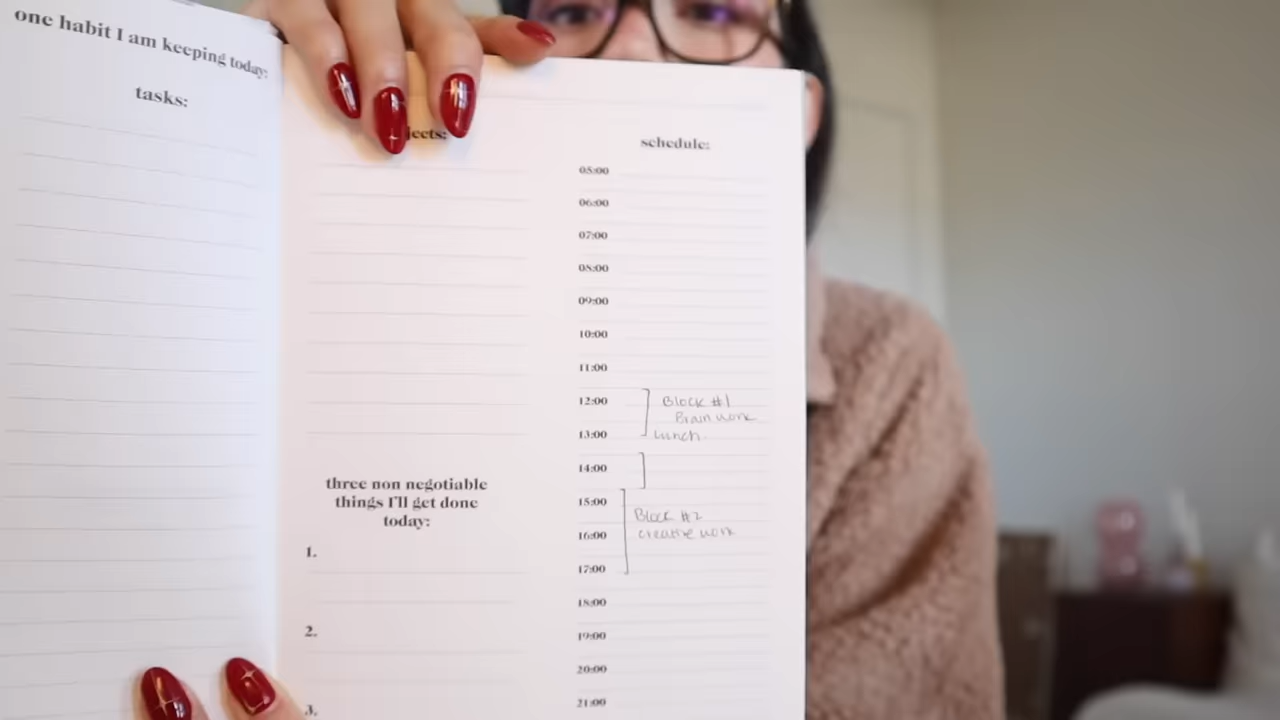 one habit I am keeping today:
tasks:
jects:
three non negotiable
things I'll get done
today:
1.
2.
3.
schedule:
05:00
06:00
07:00
08:00
09:00
10:00
11:00
12:00 Block #1
Brain work
13:00 Lunch
14:00
15:00
Block #2
16:00 creative work
17:00
18:00
19:00
20:00
21:00